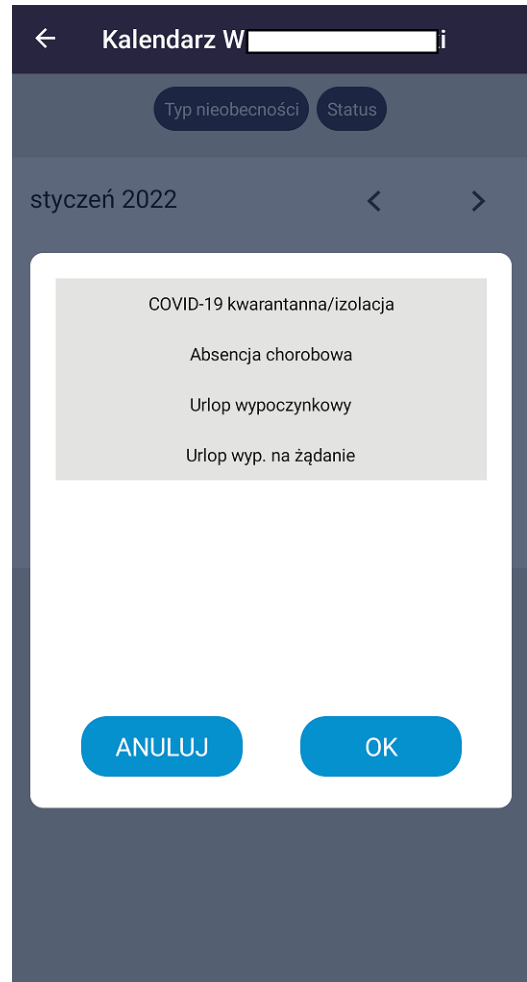 Kalendarz W i
Typ nieobecności Status
styczeń 2022
COVID-19 kwarantanna/izolacja
Absencja chorobowa
Urlop wypoczynkowy
Urlop wyp. na żądanie
ANULUJ OK